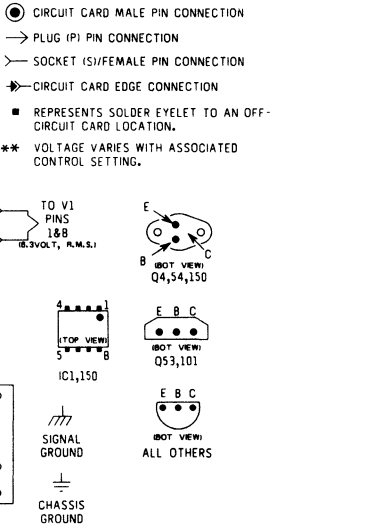 CIRCUIT CARD MALE PIN CONNECTION
PLUG (P) PIN CONNECTION
SOCKET (S)/FEMALE PIN CONNECTION
CIRCUIT CARD EDGE CONNECTION
REPRESENTS SOLDER EYELET TO AN OFF-
CIRCUIT CARD LOCATION.
** VOLTAGE VARIES WITH ASSOCIATED
CONTROL SETTING.
TO V1
PINS
1&8
(6.3VOLT, R.M.S.)
E
B
C
(BOT VIEW)
Q4,54,150
4 1
(TOP VIEW)
5 8
IC1,150
E B C
(BOT VIEW)
Q53,101
SIGNAL
GROUND
E B C
(BOT VIEW)
ALL OTHERS
CHASSIS
GROUND